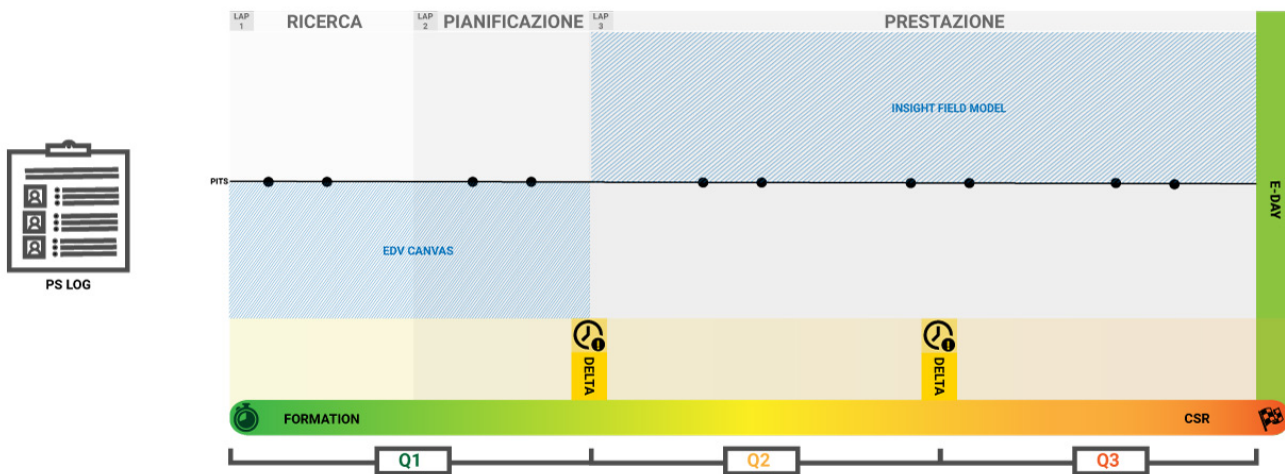 LAP
1
RICERCA
LAP
2
PIANIFICAZIONE
LAP
3
PRESTAZIONE
INSIGHT FIELD MODEL
PITS
E-DAY
EDV CANVAS
PS LOG
DELTA
DELTA
FORMATION
CSR
Q1
Q2
Q3